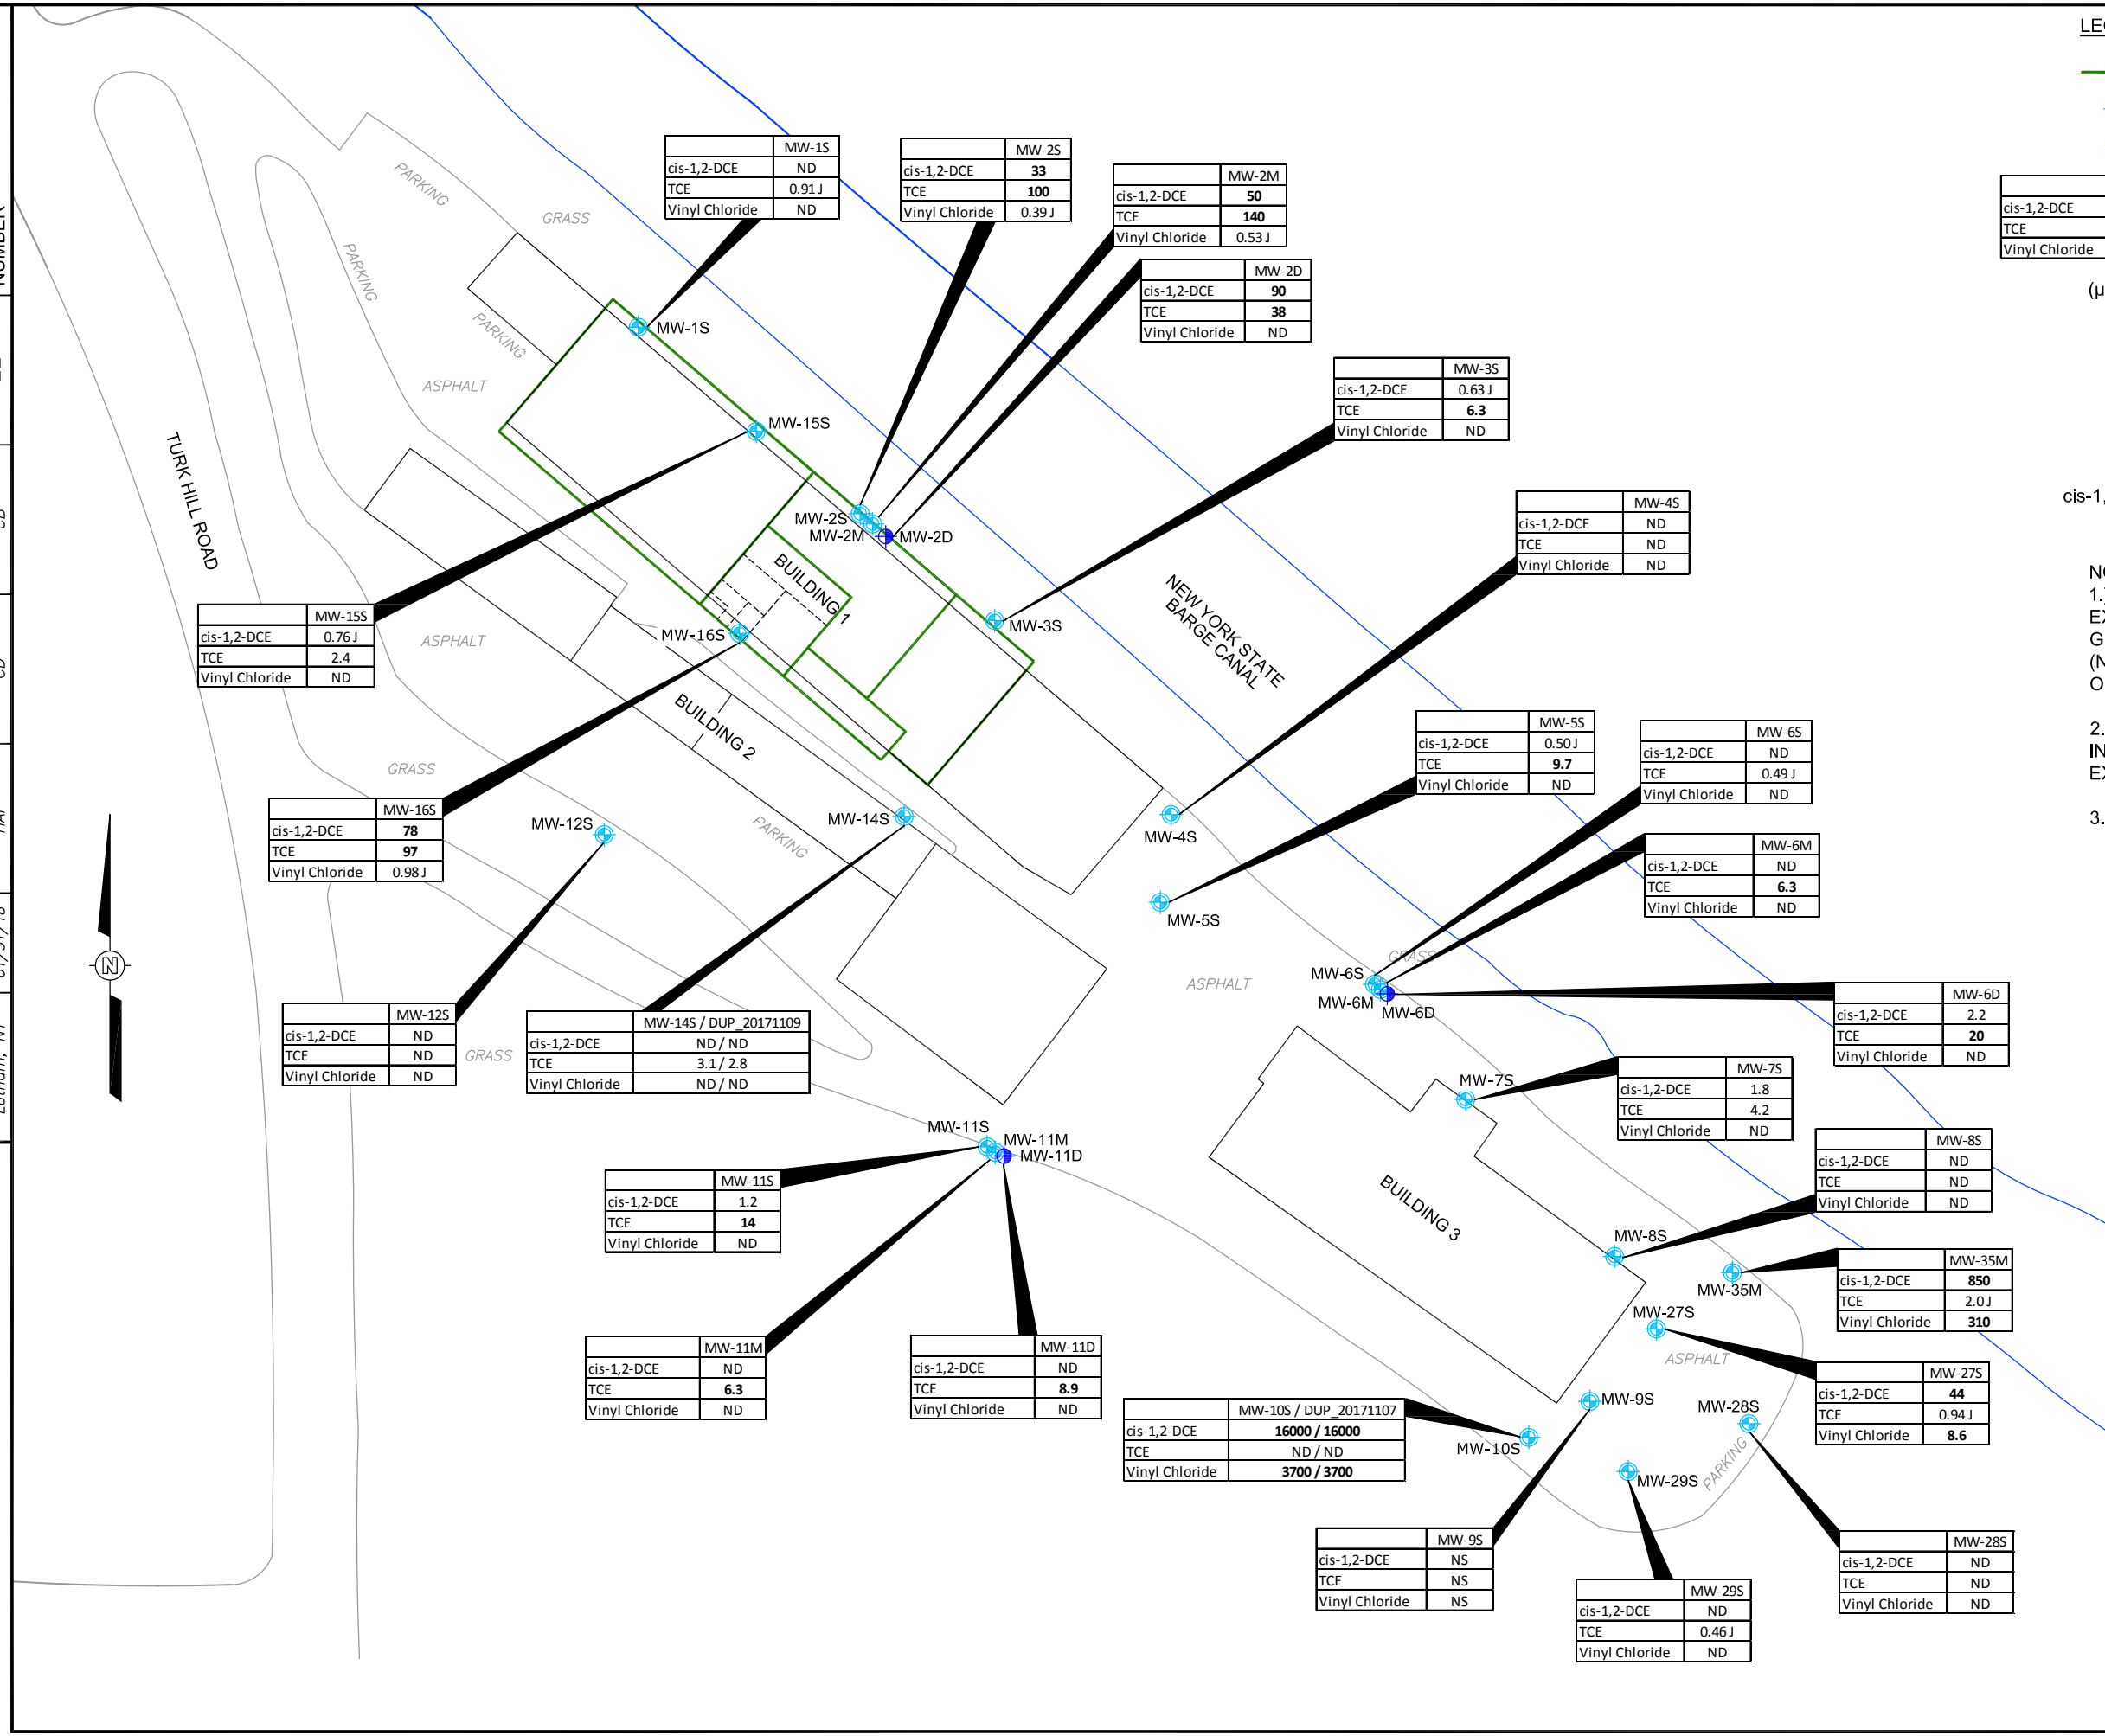 MW-1S
cis-1,2-DCE ND
TCE 0.91 J
Vinyl Chloride ND
MW-2S
cis-1,2-DCE 33
TCE 100
Vinyl Chloride 0.39 J
MW-2M
cis-1,2-DCE 50
TCE 140
Vinyl Chloride 0.53 J
MW-2D
cis-1,2-DCE 90
TCE 38
Vinyl Chloride ND
MW-3S
cis-1,2-DCE 0.63 J
TCE 6.3
Vinyl Chloride ND
MW-4S
cis-1,2-DCE ND
TCE ND
Vinyl Chloride ND
MW-15S
cis-1,2-DCE 0.76 J
TCE 2.4
Vinyl Chloride ND
MW-16S
cis-1,2-DCE 78
TCE 97
Vinyl Chloride 0.98 J
MW-5S
cis-1,2-DCE 0.50 J
TCE 9.7
Vinyl Chloride ND
MW-6S
cis-1,2-DCE ND
TCE 0.49 J
Vinyl Chloride ND
MW-6M
cis-1,2-DCE ND
TCE 6.3
Vinyl Chloride ND
MW-6D
cis-1,2-DCE 2.2
TCE 20
Vinyl Chloride ND
MW-12S
cis-1,2-DCE ND
TCE ND
Vinyl Chloride ND
MW-14S / DUP_20171109
cis-1,2-DCE ND / ND
TCE 3.1 / 2.8
Vinyl Chloride ND / ND
MW-7S
cis-1,2-DCE 1.8
TCE 4.2
Vinyl Chloride ND
MW-8S
cis-1,2-DCE ND
TCE ND
Vinyl Chloride ND
MW-11S
cis-1,2-DCE 1.2
TCE 14
Vinyl Chloride ND
MW-35M
cis-1,2-DCE 850
TCE 2.0 J
Vinyl Chloride 310
MW-11M
cis-1,2-DCE ND
TCE 6.3
Vinyl Chloride ND
MW-11D
cis-1,2-DCE ND
TCE 8.9
Vinyl Chloride ND
MW-27S
cis-1,2-DCE 44
TCE 0.94 J
Vinyl Chloride 8.6
MW-10S / DUP_20171107
cis-1,2-DCE 16000 / 16000
TCE ND / ND
Vinyl Chloride 3700 / 3700
MW-9S
cis-1,2-DCE NS
TCE NS
Vinyl Chloride NS
MW-28S
cis-1,2-DCE ND
TCE ND
Vinyl Chloride ND
MW-29S
cis-1,2-DCE ND
TCE 0.46 J
Vinyl Chloride ND
PARKING
GRASS
PARKING
PARKING
ASPHALT
MW-1S
MW-15S
MW-2S
MW-2M
MW-2D
MW-3S
BUILDING 1
MW-16S
TURK HILL ROAD
ASPHALT
BUILDING 2
GRASS
NEW YORK STATE
BARGE CANAL
MW-12S
PARKING
MW-14S
MW-4S
MW-5S
GRASS
ASPHALT
MW-6S
MW-6M
MW-6D
GRASS
N
MW-7S
MW-11S
MW-11M
MW-11D
BUILDING 3
MW-8S
MW-35M
MW-27S
ASPHALT
MW-9S
MW-28S
MW-10S
MW-29S
PARKING
cis-1,2-DCE
TCE
Vinyl Chloride
(μ
cis-1,
1.
2.
3.
NUMBER
CD
CD